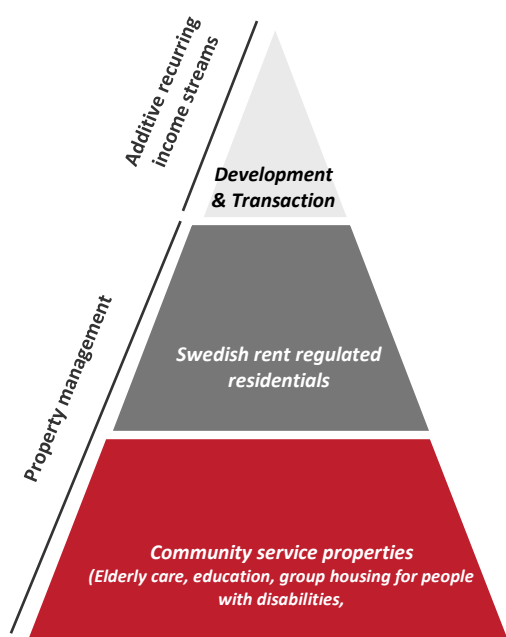 Additive recurring
income streams
Development
& Transaction
Property management
Swedish rent regulated
residentials
Community service properties
(Elderly care, education, group housing for people
with disabilities,